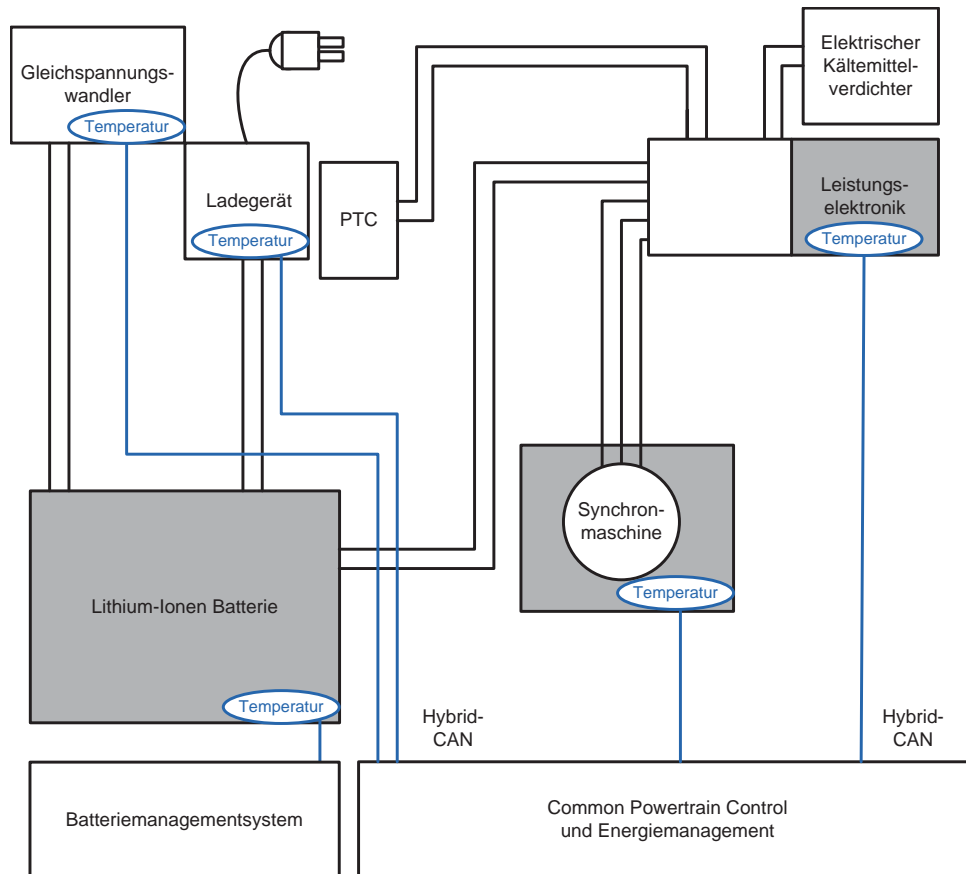 Gleichspannungs-
wandler
Temperatur
Ladegerät
Temperatur
PTC
Elektrischer
Kältemittel-
verdichter
Leistungs-
elektronik
Temperatur
Synchron-
maschine
Temperatur
Lithium-Ionen Batterie
Temperatur
Hybrid-
CAN
Hybrid-
CAN
Batteriemanagementsystem
Common Powertrain Control
und Energiemanagement